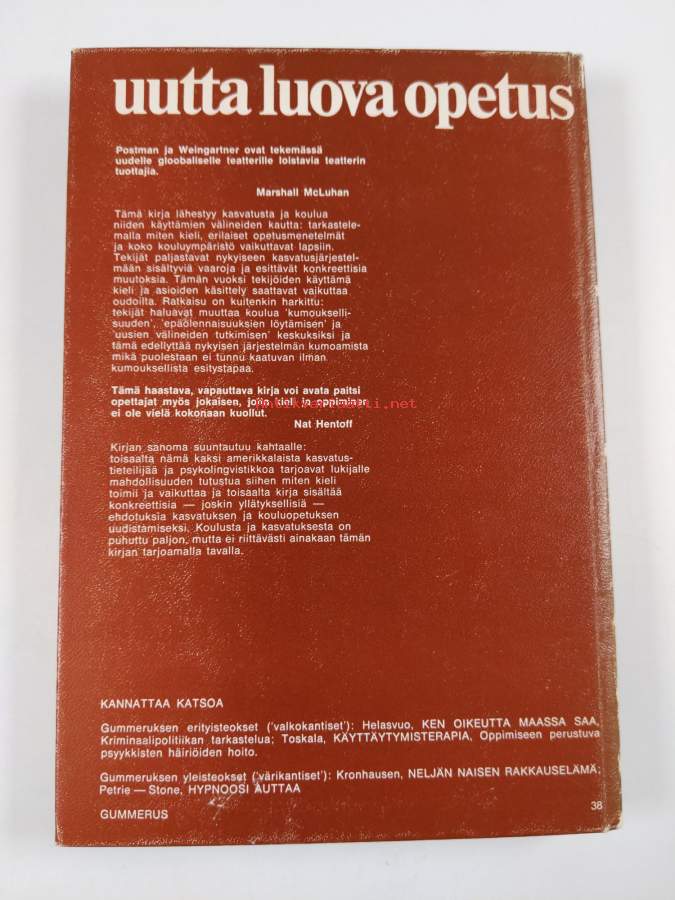 uutta luova opetus
Postman ja Weingartner ovat tekemässä
uudelle gloobaliselle teatterille loistavia teatterin
tuottajia.
Marshall McLuhan
Tämä kirja lähestyy kasvatusta ja koulua
niiden käyttämien välineiden kautta: tarkastele-
malla miten kieli, erilaiset opetusmenetelmät
ja koko kouluympäristö vaikuttavat lapsiin.
Tekijät paljastavat nykyiseen kasvatusjärjestel-
mään sisältyviä vaaroja ja esittävät konkreettisia
muutoksia. Tämän vuoksi tekijöiden käyttämä
kieli ja asioiden käsittely saattavat vaikuttaa
oudoilta. Ratkaisu on kuitenkin harkittu:
tekijät haluavat muuttaa koulua 'kumoukselli-
suuden', 'epäolennaisuuksien löytämisen' ja
'uusien välineiden tutkimisen' keskuksiksi ja
tämä edellyttää nykyisen järjestelmän kumoamista
mikä puolestaan ei tunnu kaatuvan ilman
kumouksellista esitystapaa.
Tämä haastava, vapauttava kirja voi avata paitsi
opettajat myös jokaisen, jonka kieli ja oppiminen
ei ole vielä kokonaan kuollut.
antikvariaatti.net
Nat Hentoff
Kirjan sanoma suuntautuu kahtaalle:
toisaalta nämä kaksi amerikkalaista kasvatus-
tieteilijää ja psykolingvistikkoa tarjoavat lukijalle
mahdollisuuden tutustua siihen miten kieli
toimii ja vaikuttaa ja toisaalta kirja sisältää
konkreettisia — joskin yllätyksellisiä —
ehdotuksia kasvatuksen ja kouluopetuksen
uudistamiseksi. Koulusta ja kasvatuksesta on
puhuttu paljon, mutta ei riittävästi ainakaan tämän
kirjan tarjoamalla tavalla.
KANNATTAA KATSOA
Gummeruksen erityisteokset ('valkokantiset'): Helasvuo, KEN OIKEUTTA MAASSA SAA,
Kriminaalipolitiikan tarkastelua; Toskala, KÄYTTÄYTYMISTERAPIA, Oppimiseen perustuva
psyykkisten häiriöiden hoito.
Gummeruksen yleisteokset ('värikantiset'): Kronhausen, NELJÄN NAISEN RAKKAUSELÄMÄ;
Petrie — Stone, HYPNOOSI AUTTAA
GUMMERUS 38